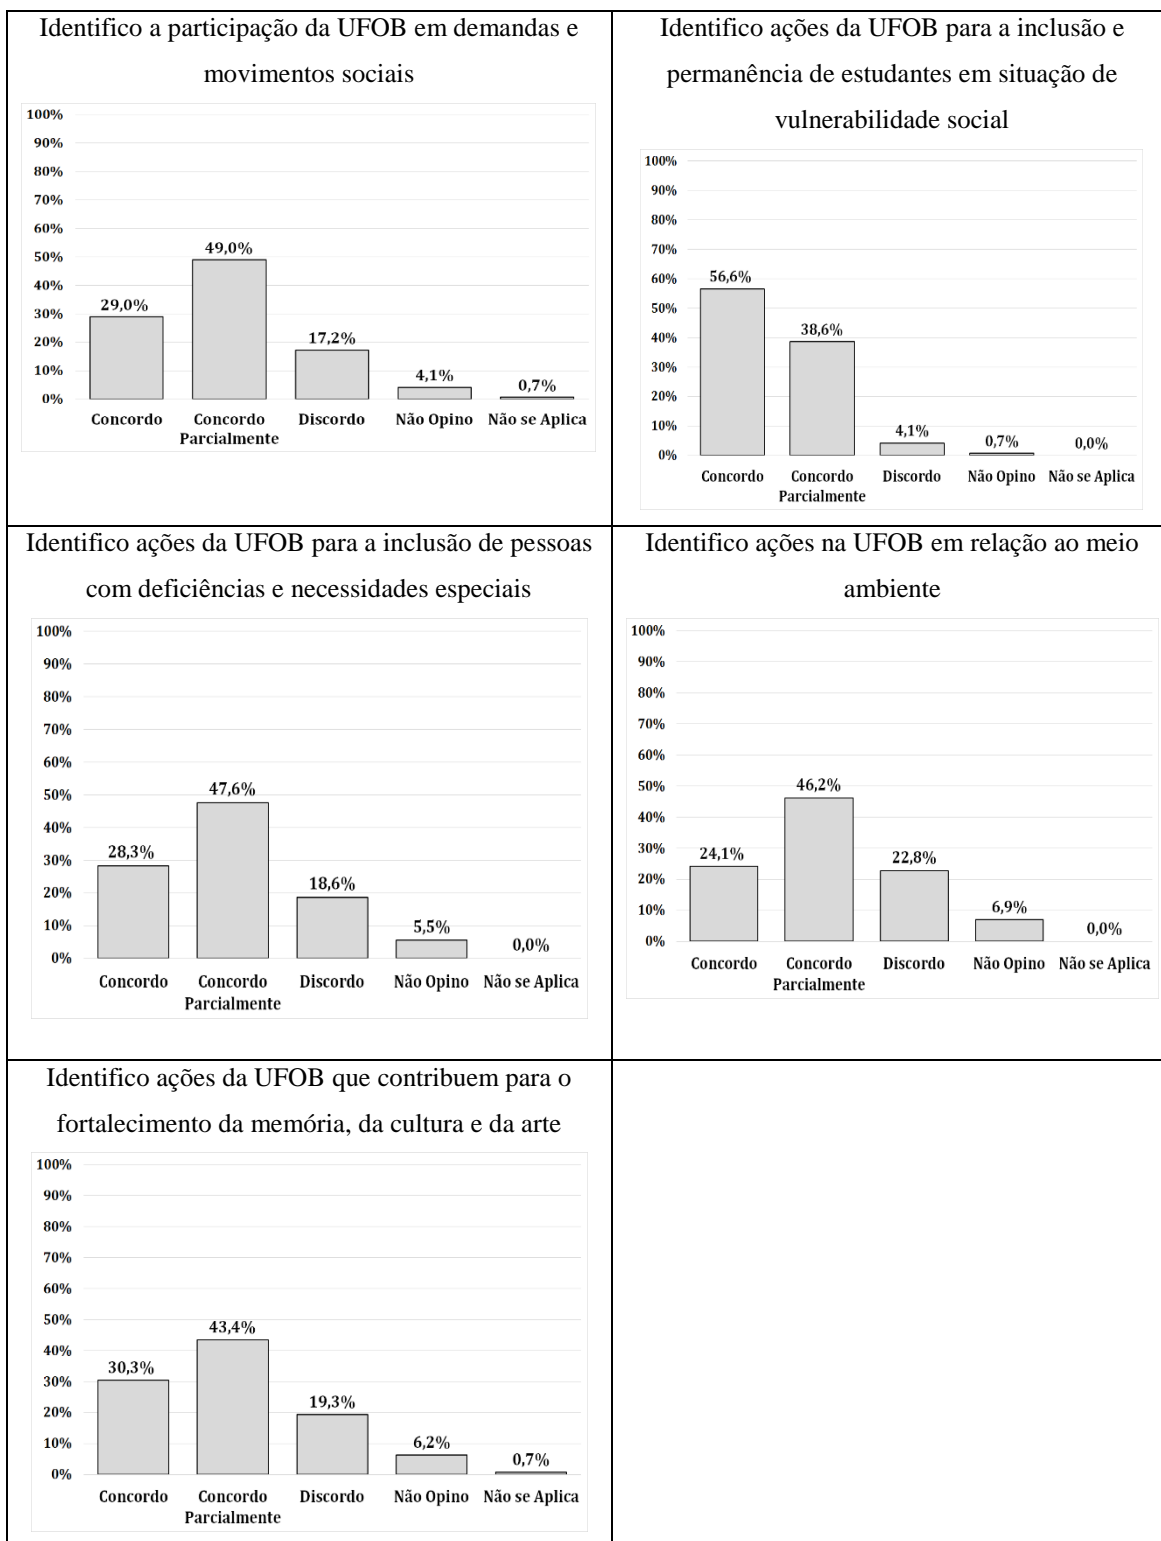 Identifico a participação da UFOB em demandas e
movimentos sociais
100%
90%
80%
70%
60%
50%
40%
30%
20%
10%
0%
29,0%
49,0%
17,2%
4,1%
0,7%
Concordo
Concordo
Parcialmente
Discordo
Não Opino
Não se Aplica
Identifico ações da UFOB para a inclusão e
permanência de estudantes em situação de
vulnerabilidade social
100%
90%
80%
70%
60%
50%
40%
30%
20%
10%
0%
56,6%
38,6%
4,1%
0,7%
0,0%
Concordo
Concordo
Parcialmente
Discordo
Não Opino
Não se Aplica
Identifico ações da UFOB para a inclusão de pessoas
com deficiências e necessidades especiais
100%
90%
80%
70%
60%
50%
40%
30%
20%
10%
0%
28,3%
47,6%
18,6%
5,5%
0,0%
Concordo
Concordo
Parcialmente
Discordo
Não Opino
Não se Aplica
Identifico ações na UFOB em relação ao meio
ambiente
100%
90%
80%
70%
60%
50%
40%
30%
20%
10%
0%
24,1%
46,2%
22,8%
6,9%
0,0%
Concordo
Concordo
Parcialmente
Discordo
Não Opino
Não se Aplica
Identifico ações da UFOB que contribuem para o
fortalecimento da memória, da cultura e da arte
100%
90%
80%
70%
60%
50%
40%
30%
20%
10%
0%
30,3%
43,4%
19,3%
6,2%
0,7%
Concordo
Concordo
Parcialmente
Discordo
Não Opino
Não se Aplica